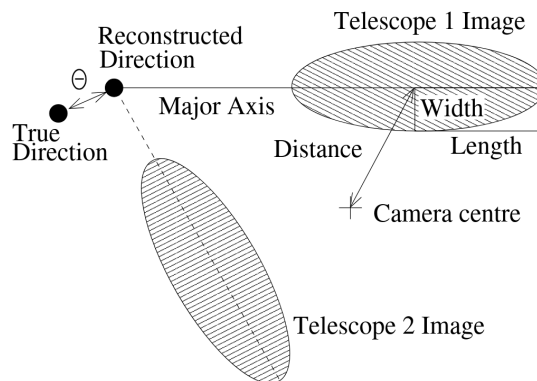 Telescope 1 Image
Reconstructed
Direction
Θ
Major Axis
Width
True
Direction
Distance
Length
Camera centre
Telescope 2 Image